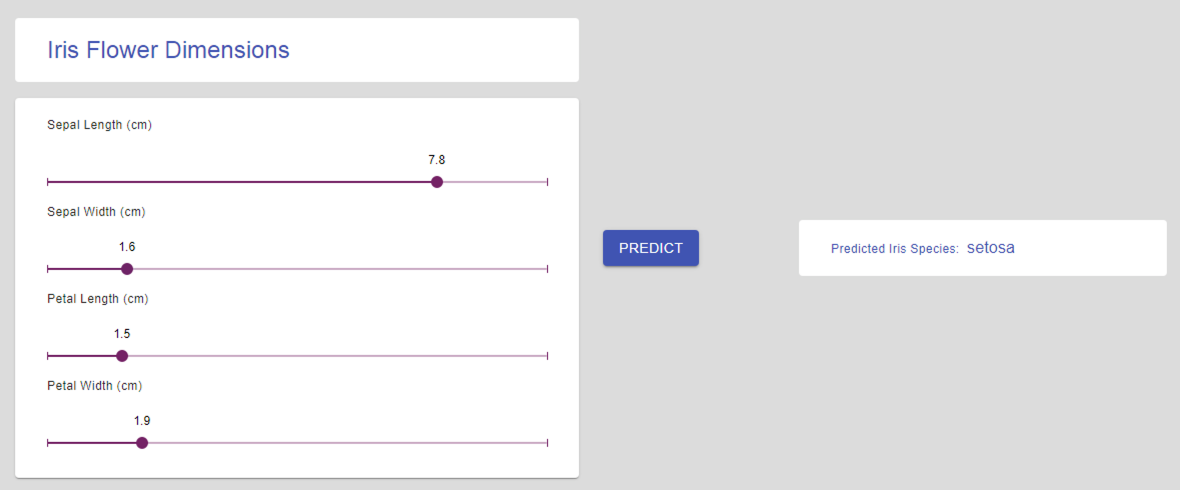 Iris Flower Dimensions
Sepal Length (cm)
7.8
Sepal Width (cm)
1.6
Petal Length (cm)
1.5
Petal Width (cm)
1.9
PREDICT
Predicted Iris Species: setosa